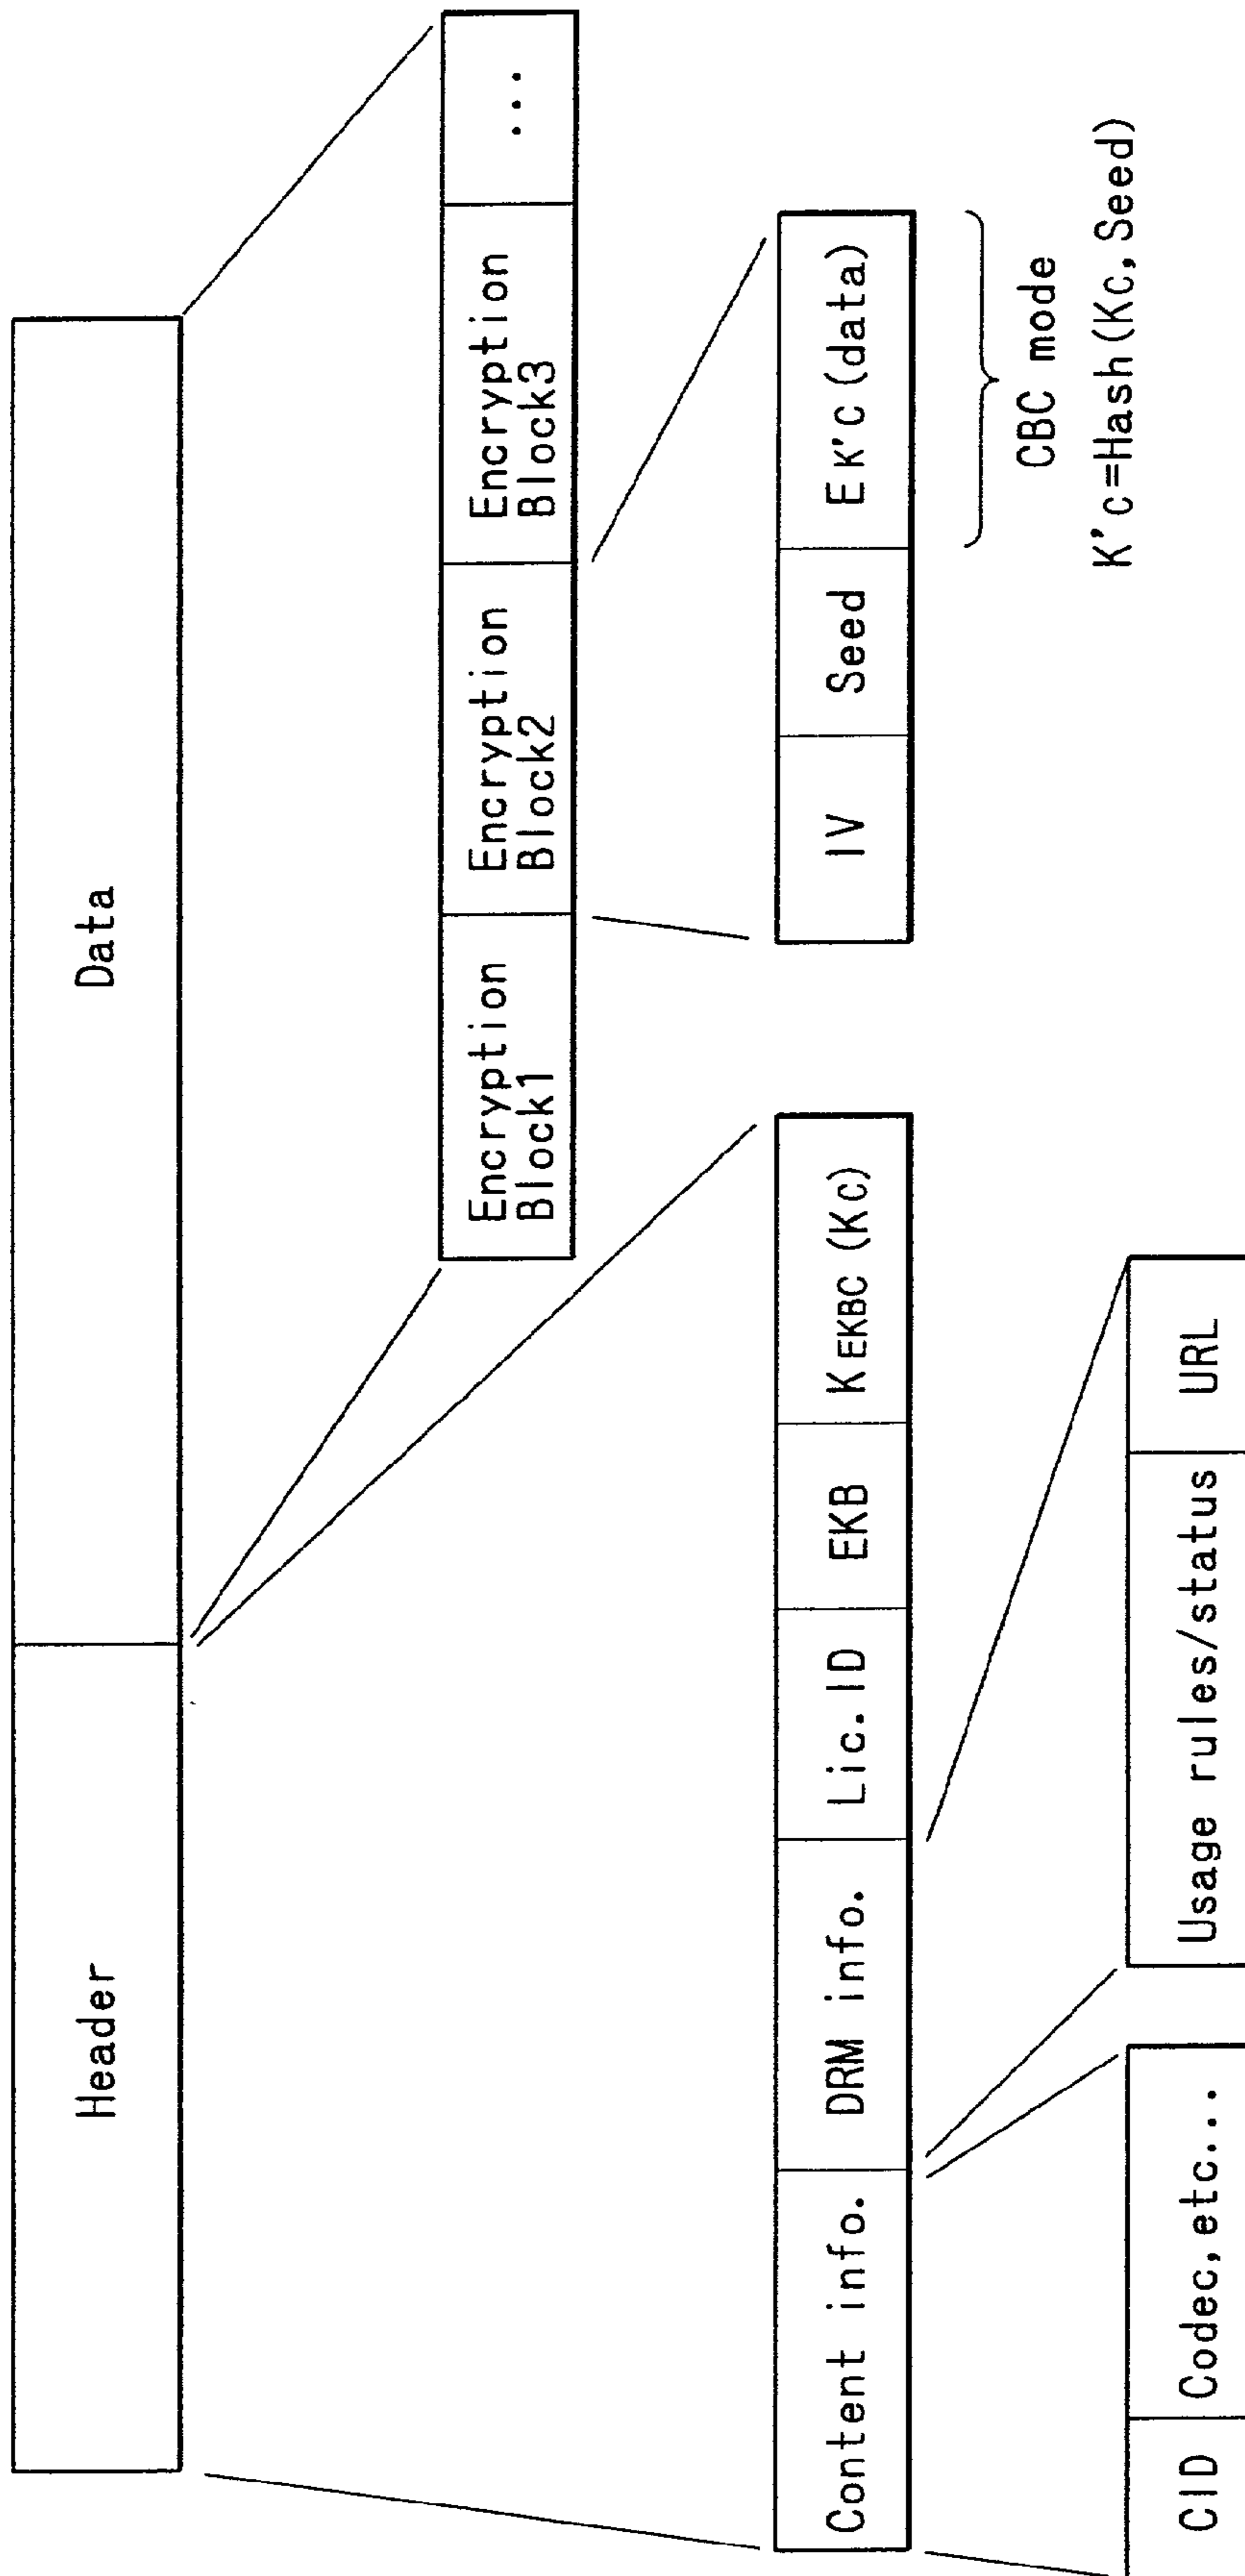 Header
Data
Encryption
Block1
Encryption
Block2
Encryption
Block3
...
Content info.
DRM info.
Lic.ID
EKB
KEKBC (Kc)
IV
Seed
EK'C (data)
CBC mode
K'c=Hash(Kc,Seed)
CID
Codec,etc...
Usage rules/status
URL